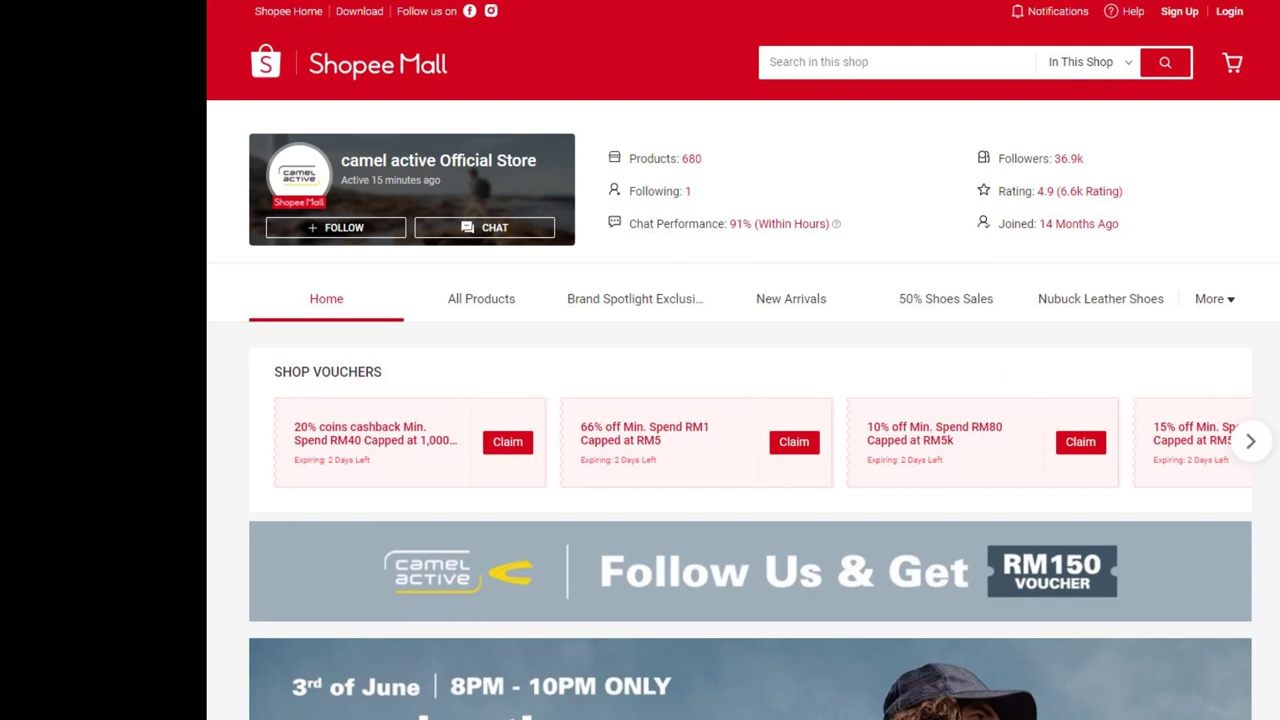 Shopee Home Download Follow us on
Notifications Help Sign Up Login
S Shopee Mall
Search in this shop In This Shop
camel active
Shopee Mall
camel active Official Store
Active 15 minutes ago
+ FOLLOW CHAT
Products: 680
Following: 1
Chat Performance: 91% (Within Hours)
Followers: 36.9k
Rating: 4.9 (6.6k Rating)
Joined: 14 Months Ago
Home All Products Brand Spotlight Exclusi... New Arrivals 50% Shoes Sales Nubuck Leather Shoes More
SHOP VOUCHERS
20% coins cashback Min.
Spend RM40 Capped at 1,000...
Expiring: 2 Days Left
Claim
66% off Min. Spend RM1
Capped at RM5
Expiring: 2 Days Left
Claim
10% off Min. Spend RM80
Capped at RM5k
Expiring: 2 Days Left
Claim
15% off Min. 
Capped at
Expiring: 2 Days Left
camel
active
Follow Us & Get RM150
VOUCHER
3rd of June | 8PM - 10PM ONLY